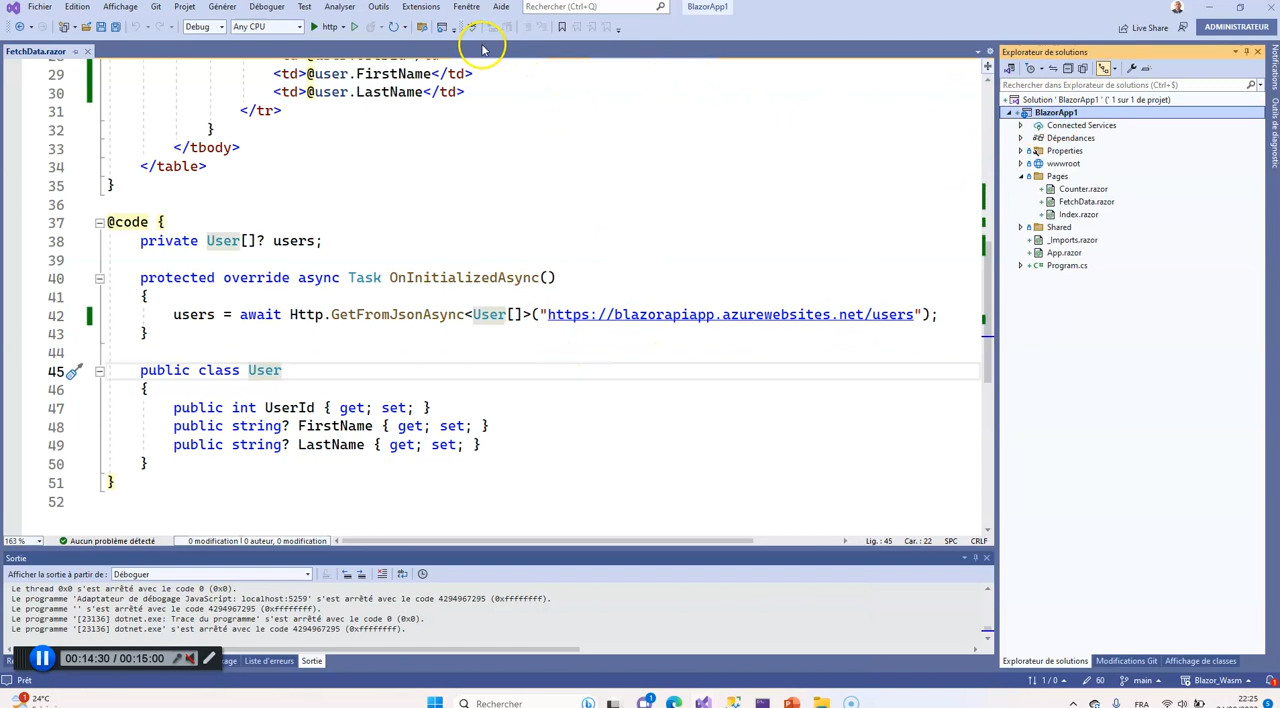 Fichier Edition Affichage Git Projet Générer Déboguer Test Analyser Outils Extensions Fenêtre Aide Rechercher (Ctrl+Q) BlazorApp1
Debug Any CPU http Live Share ADMINISTRATEUR
FetchData.razor
29 <td>@user.FirstName</td>
30 <td>@user.LastName</td>
31 </tr>
32 }
33 </tbody>
34 </table>
35 }
36
37 @code {
38 private User[]? users;
39
40 protected override async Task OnInitializedAsync()
41 {
42 users = await Http.GetFromJsonAsync<User[]>("https://blazorapiapp.azurewebsites.net/users");
43 }
44
45 public class User
46 {
47 public int UserId { get; set; }
48 public string? FirstName { get; set; }
49 public string? LastName { get; set; }
50 }
51 }
52
163 % Aucun problème détecté 0 modification | 0 auteur, 0 modification Lig. : 45 Car. : 22 SPC CRLF
Sortie
Afficher la sortie à partir de : Déboguer
Le thread 0x0 s'est arrêté avec le code 0 (0x0).
Le programme 'Adaptateur de débogage JavaScript: localhost:5259' s'est arrêté avec le code 4294967295 (0xffffffff).
Le programme '' s'est arrêté avec le code 4294967295 (0xffffffff).
Le programme '[23136] dotnet.exe: Trace du programme' s'est arrêté avec le code 0 (0x0).
Le programme '[23136] dotnet.exe' s'est arrêté avec le code 4294967295 (0xffffffff).
00:14:30 / 00:15:00
Liste d'erreurs Sortie
Prêt
Explorateur de solutions
Rechercher dans Explorateur de solutions (Ctrl+$)
Solution 'BlazorApp1' (' 1 sur 1 de projet)
BlazorApp1
Connected Services
Dépendances
Properties
wwwroot
Pages
Counter.razor
FetchData.razor
Index.razor
Shared
_Imports.razor
App.razor
C# Program.cs
Explorateur de solutions Modifications Git Affichage de classes
1 / 0 60 main Blazor_Wasm
Notifications
Outils de diagnostic
24°C
Rechercher
FRA
22:25